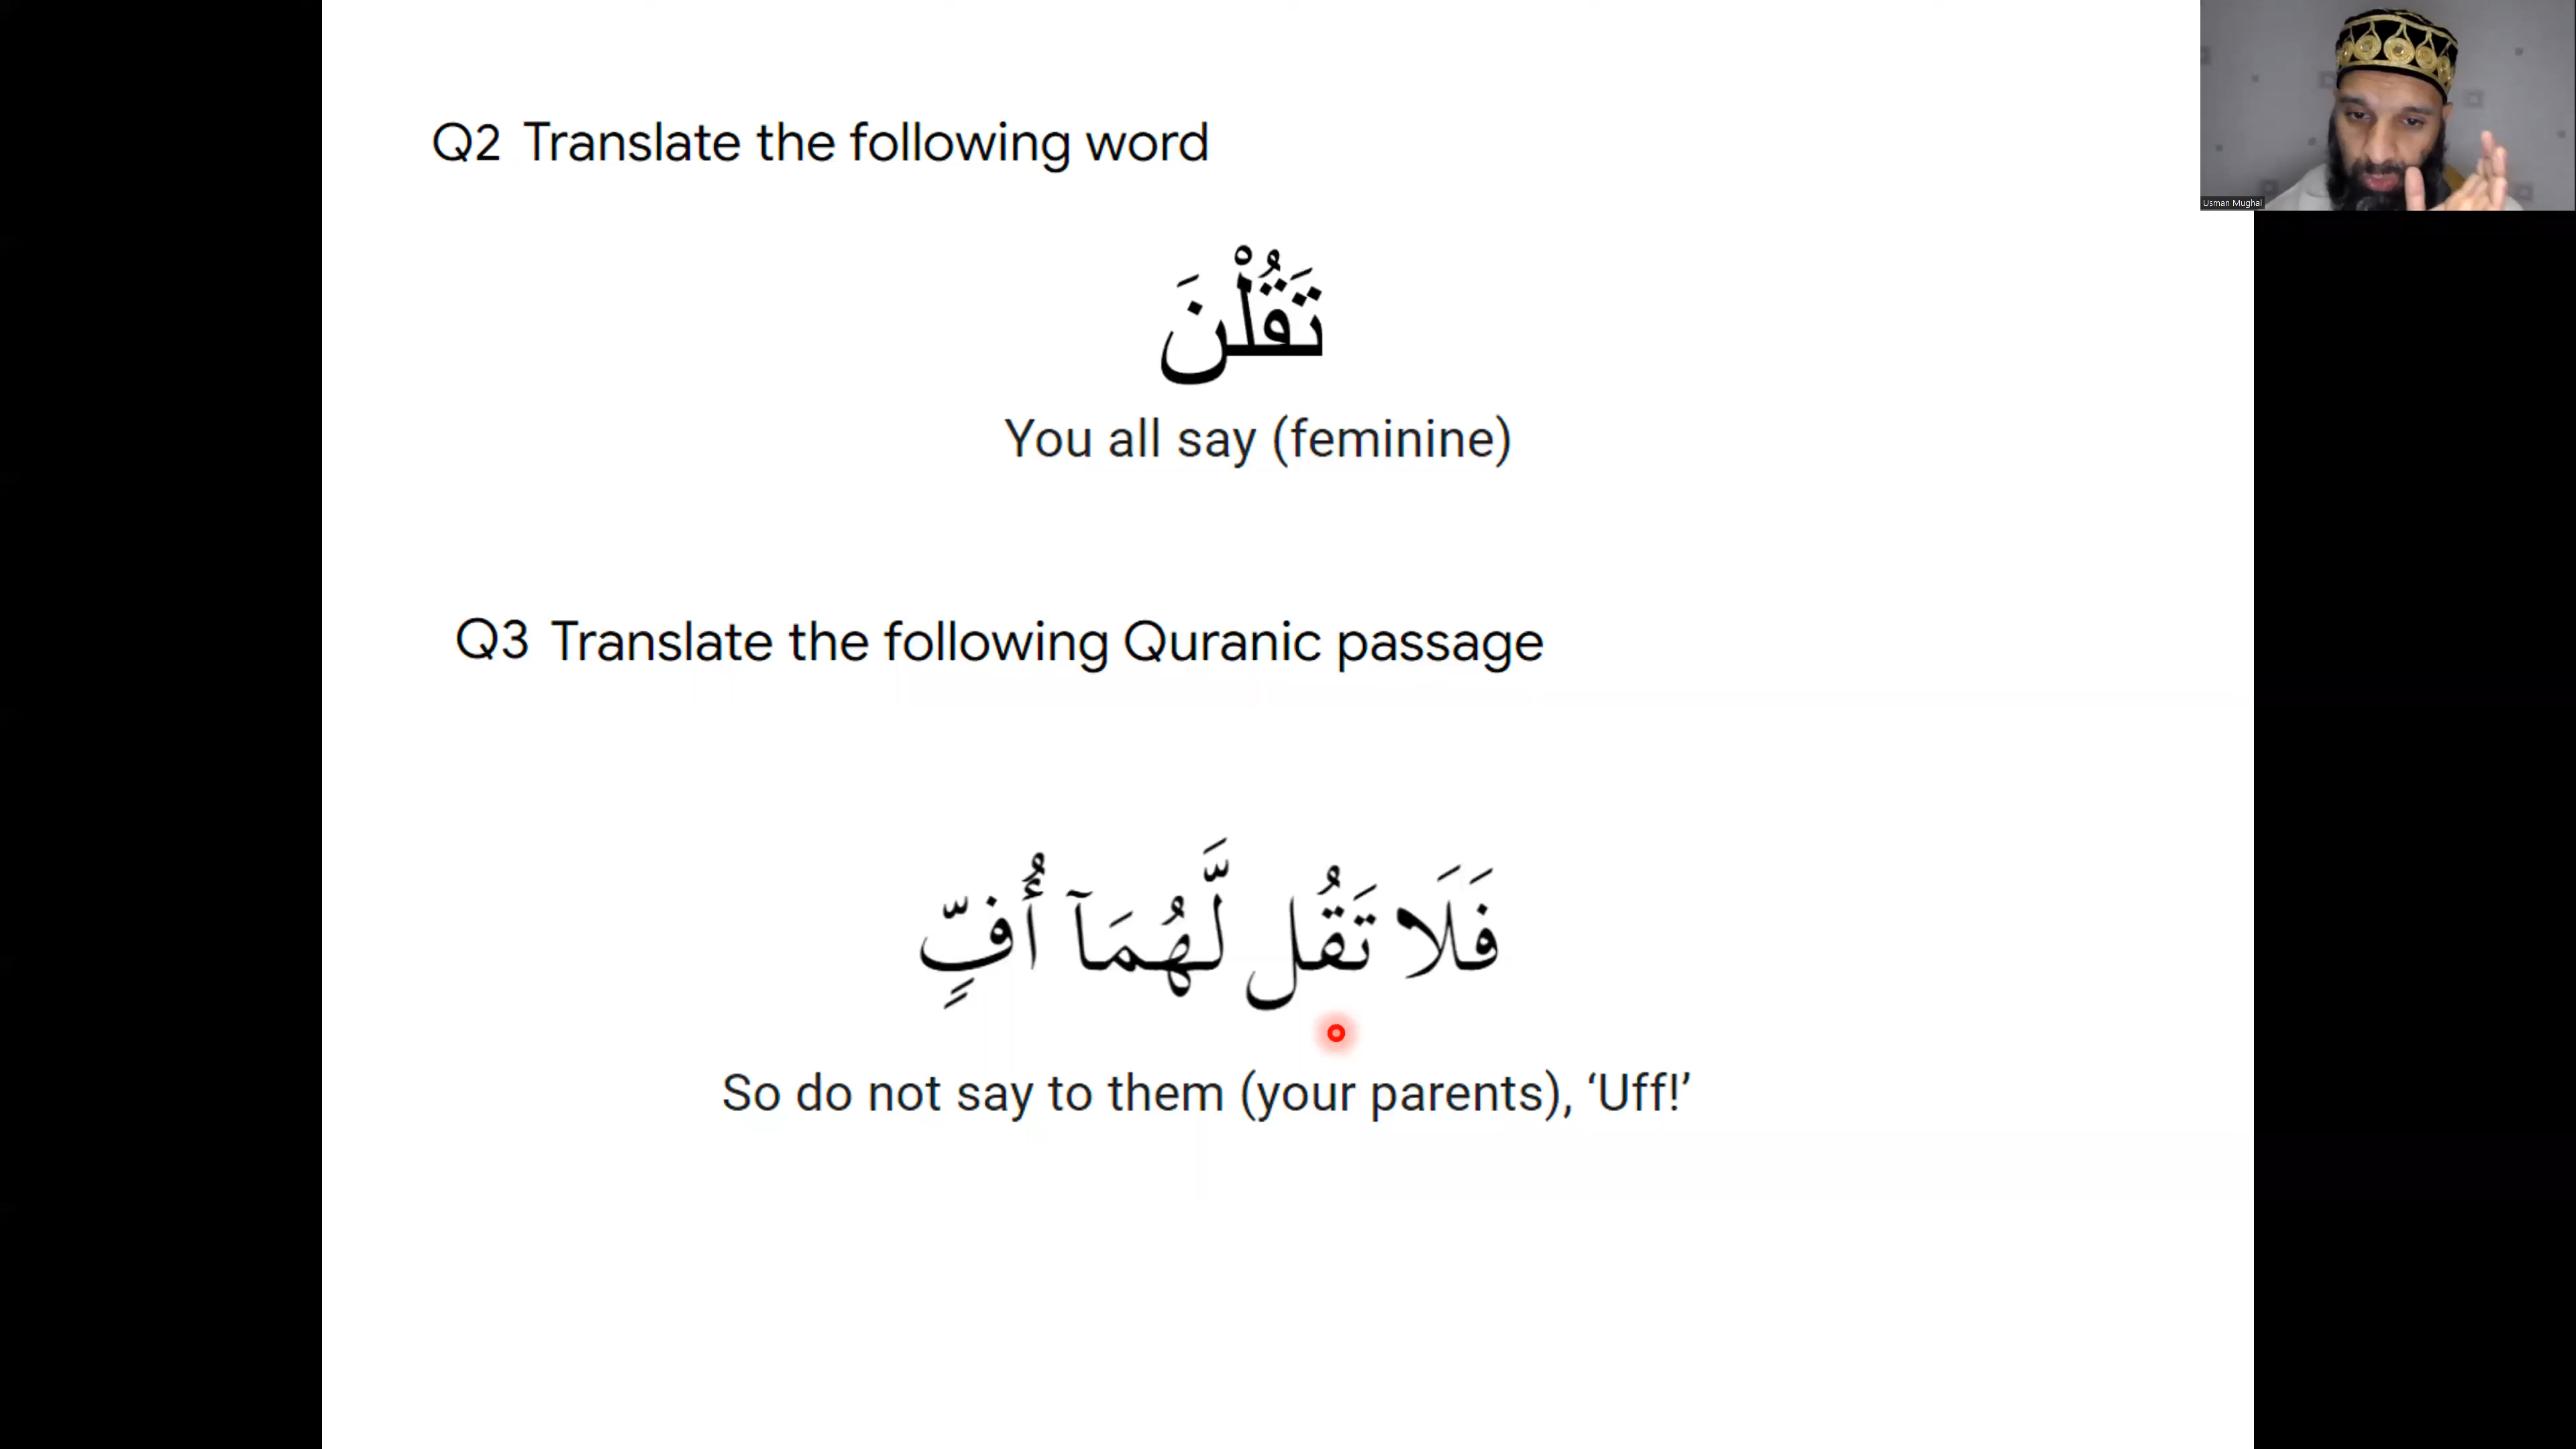 Usman Mughal
Q2 Translate the following word
تَقُلْنَ
You all say (feminine)
Q3 Translate the following Quranic passage
فَلَا تَقُل لَّهُمَآ أُفٍّ
So do not say to them (your parents), ‘Uff!’